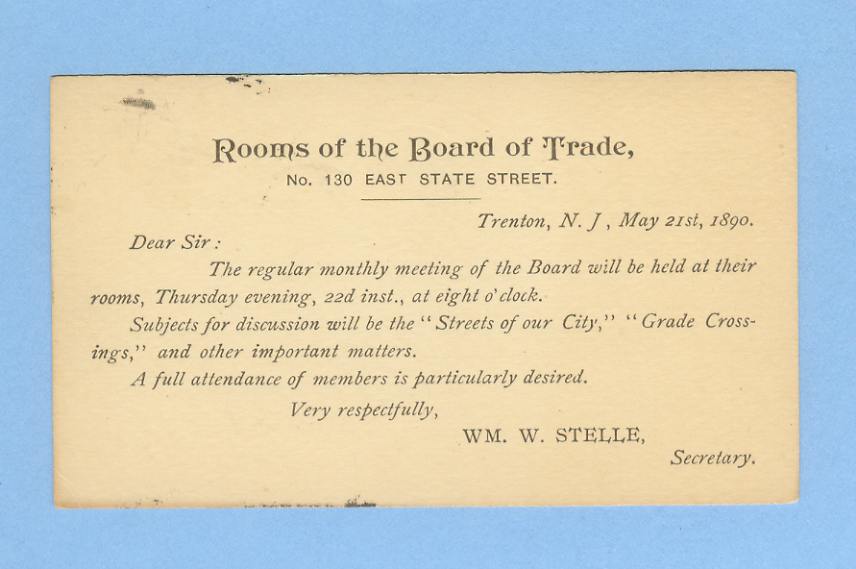 Rooms of the Board of Trade,
No. 130 EAST STATE STREET.
Trenton, N. J , May 21st, 1890.
Dear Sir :
The regular monthly meeting of the Board will be held at their
rooms, Thursday evening, 22d inst., at eight o'clock.
Subjects for discussion will be the "Streets of our City," "Grade Cross-
ings," and other important matters.
A full attendance of members is particularly desired.
Very respectfully,
WM. W. STELLE,
Secretary.